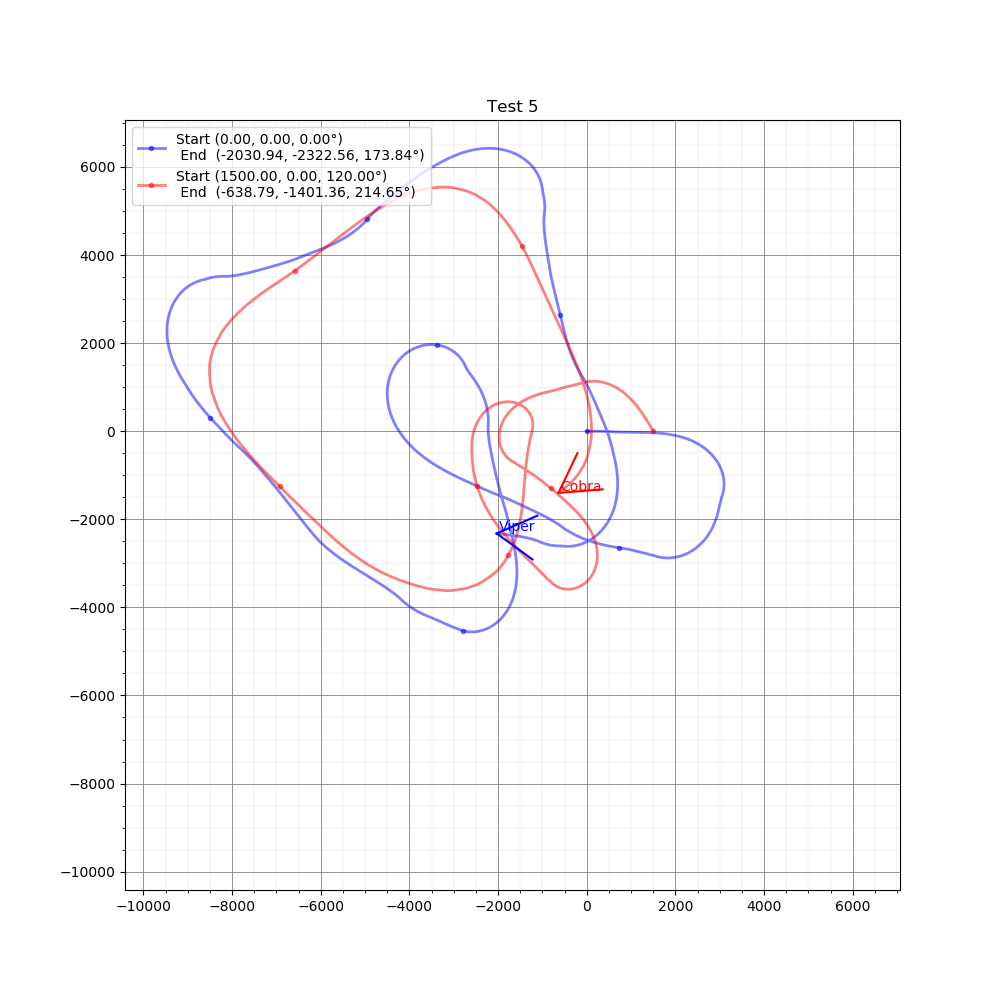 Test 5
Start (0.00, 0.00, 0.00°)
End (-2030.94, -2322.56, 173.84°)
Start (1500.00, 0.00, 120.00°)
End (-638.79, -1401.36, 214.65°)
6000
4000
2000
0
−2000
−4000
−6000
−8000
−10000
Cobra
Viper
−10000 −8000 −6000 −4000 −2000 0 2000 4000 6000